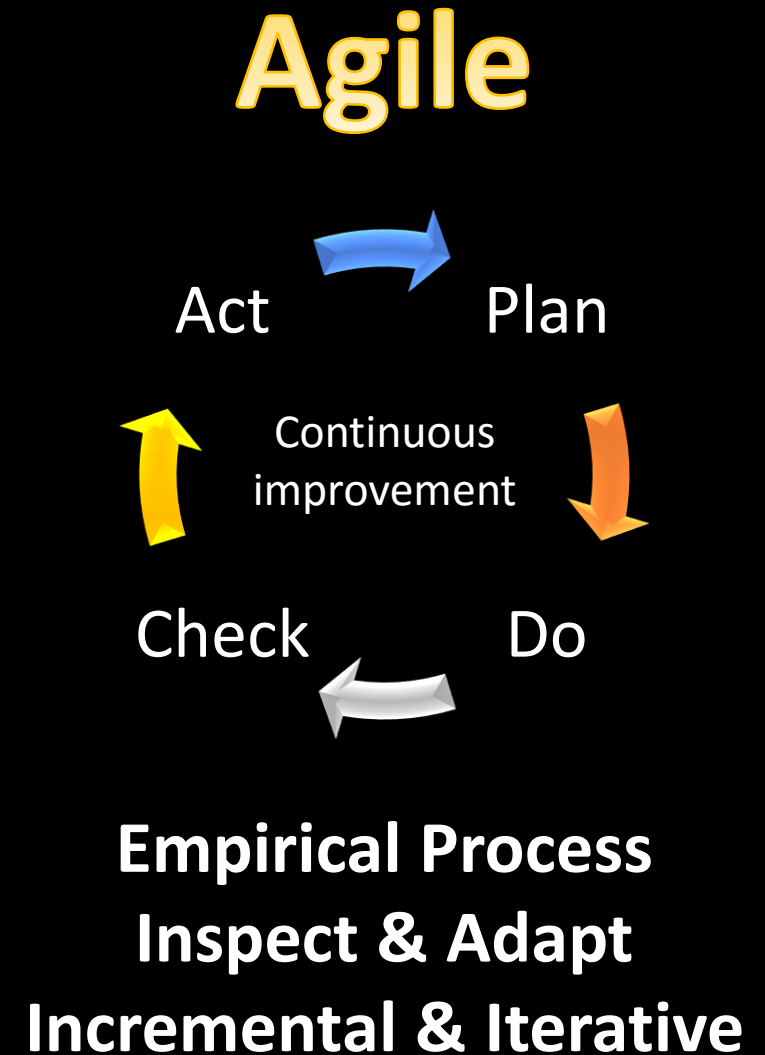 Agile
Act
Plan
Continuous
improvement
Check
Do
Empirical Process
Inspect & Adapt
Incremental & Iterative